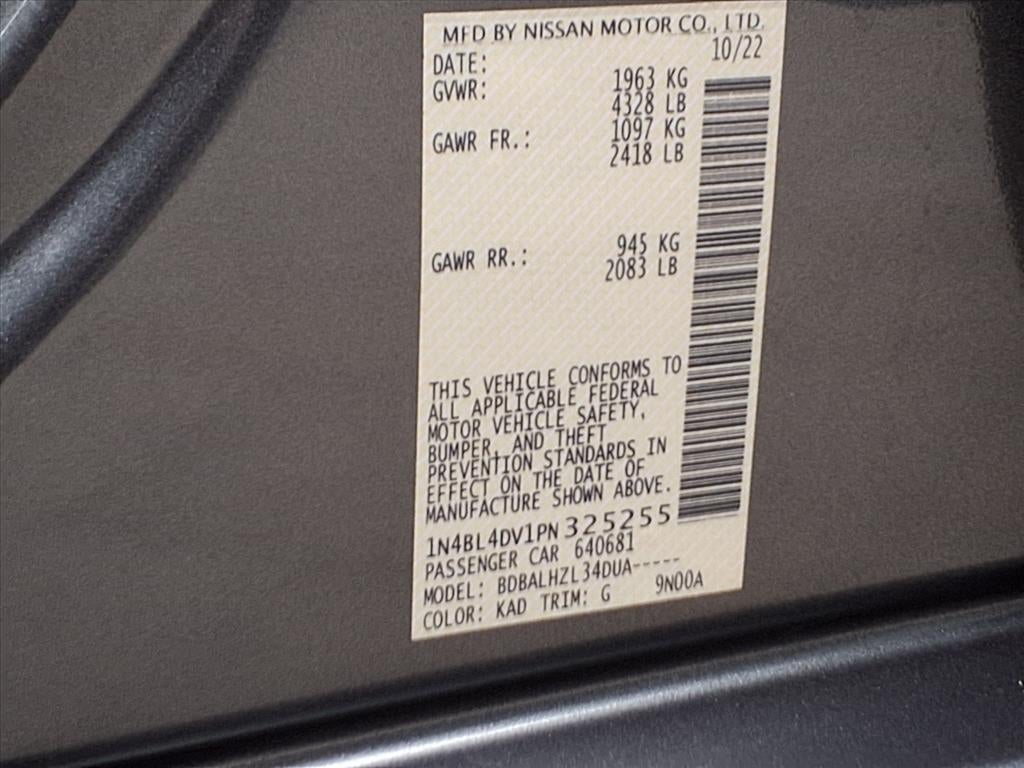 MFD BY NISSAN MOTOR CO., LTD.
DATE: 10/22
GVWR: 1963 KG
4328 LB
GAWR FR.: 1097 KG
2418 LB
GAWR RR.: 945 KG
2083 LB
THIS VEHICLE CONFORMS TO
ALL APPLICABLE FEDERAL
MOTOR VEHICLE SAFETY,
BUMPER, AND THEFT
PREVENTION STANDARDS IN
EFFECT ON THE DATE OF
MANUFACTURE SHOWN ABOVE.
1N4BL4DV1PN325255
PASSENGER CAR 640681
MODEL: BDBALHZL34DUA-----
COLOR: KAD TRIM: G 9N00A